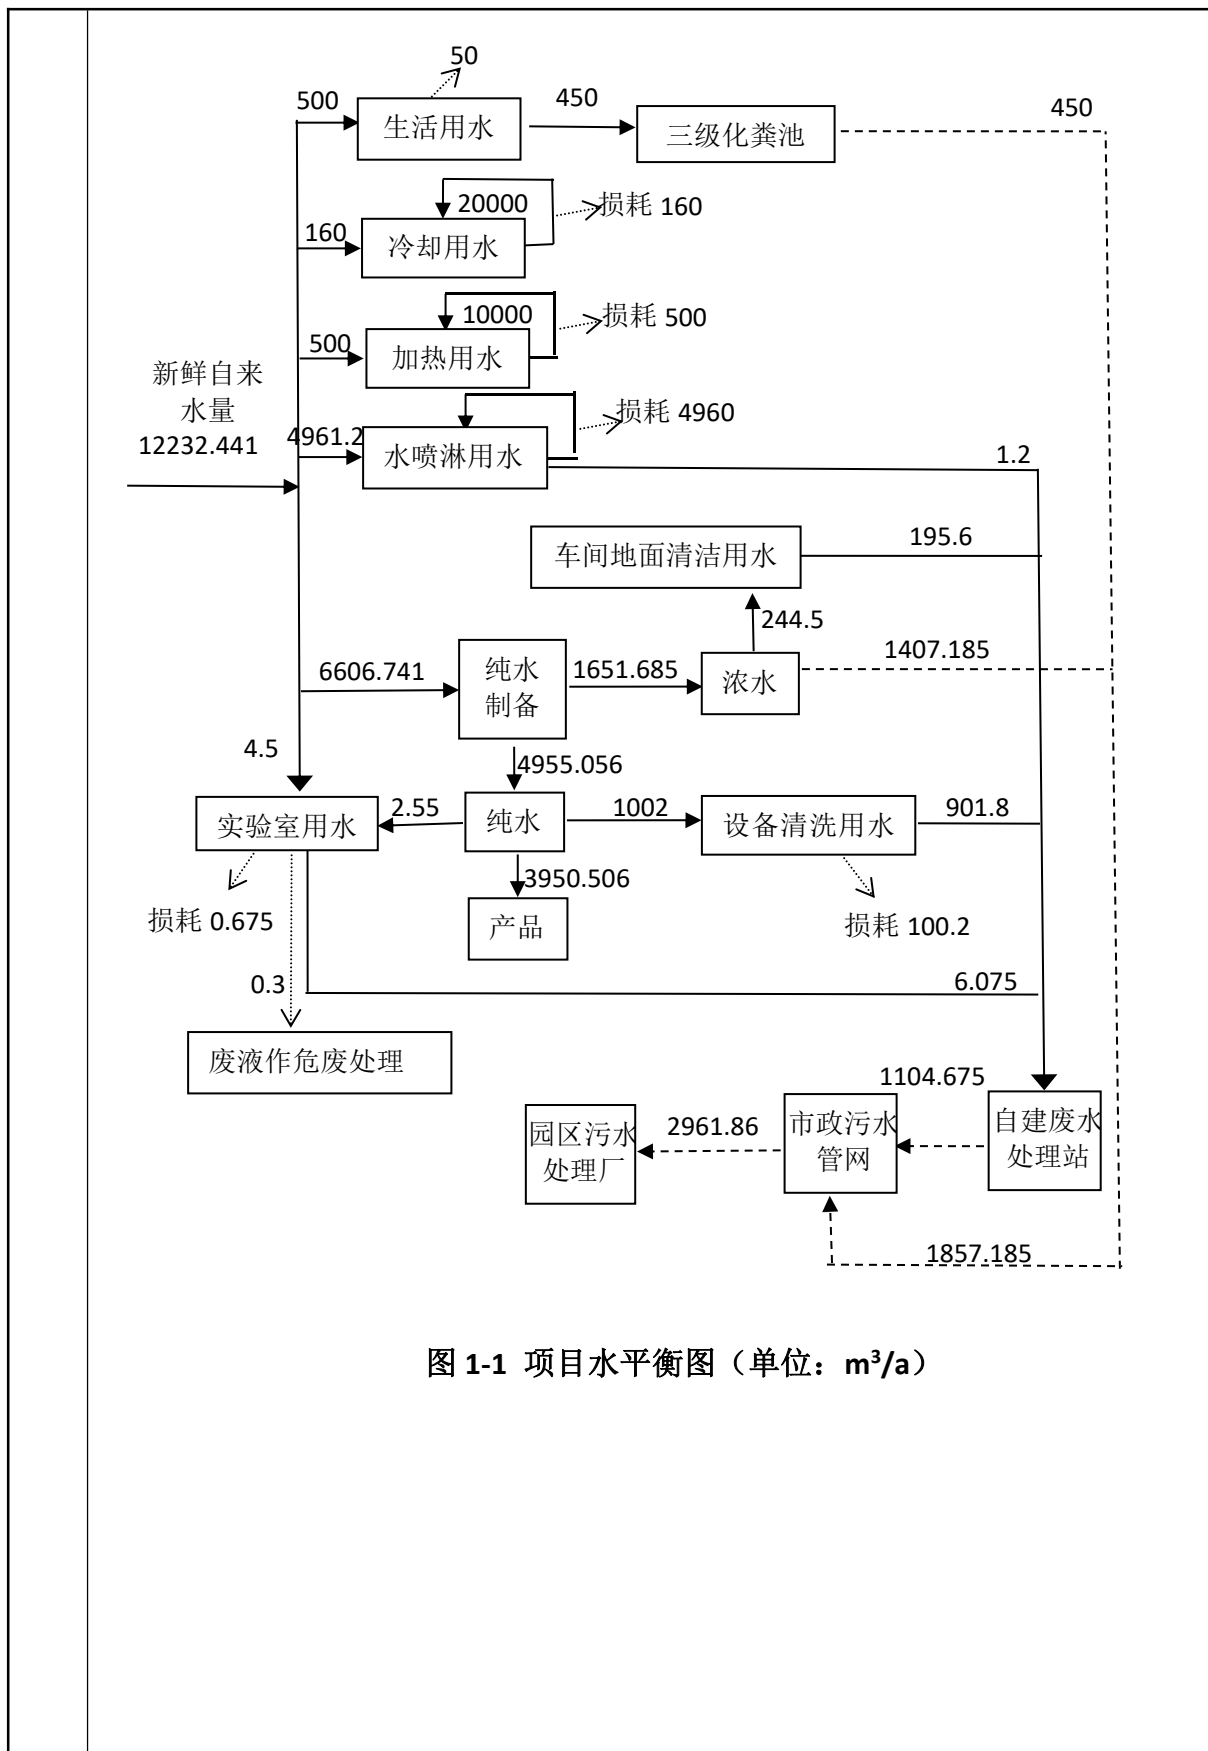 50
500
生活用水
450
三级化粪池
450
20000
损耗 160
160
冷却用水
10000
损耗 500
500
加热用水
新鲜自来
水量
12232.441
损耗 4960
4961.2
水喷淋用水
1.2
车间地面清洁用水
195.6
244.5
6606.741
纯水
制备
1651.685
浓水
1407.185
4.5
4955.056
实验室用水
2.55
纯水
1002
设备清洗用水
901.8
3950.506
损耗 0.675
产品
损耗 100.2
0.3
6.075
废液作危废处理
1104.675
园区污水
处理厂
2961.86
市政污水
管网
自建废水
处理站
1857.185
图 1-1 项目水平衡图（单位：m³/a）